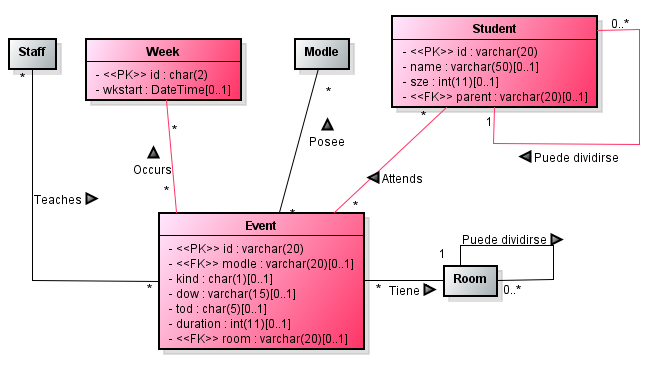 Staff
*
Week
- <<PK>> id : char(2)
- wkstart : DateTime[0..1]
*
Modle
*
Student
- <<PK>> id : varchar(20)
- name : varchar(50)[0..1]
- sze : int(11)[0..1]
- <<FK>> parent : varchar(20)[0..1]
0..*
*
1
Puede dividirse
Occurs
Posee
Attends
Teaches
*
*
*
Event
- <<PK>> id : varchar(20)
- <<FK>> modle : varchar(20)[0..1]
- kind : char(1)[0..1]
- dow : varchar(15)[0..1]
- tod : char(5)[0..1]
- duration : int(11)[0..1]
- <<FK>> room : varchar(20)[0..1]
*
*
Tiene
Puede dividirse
1
Room
0..*